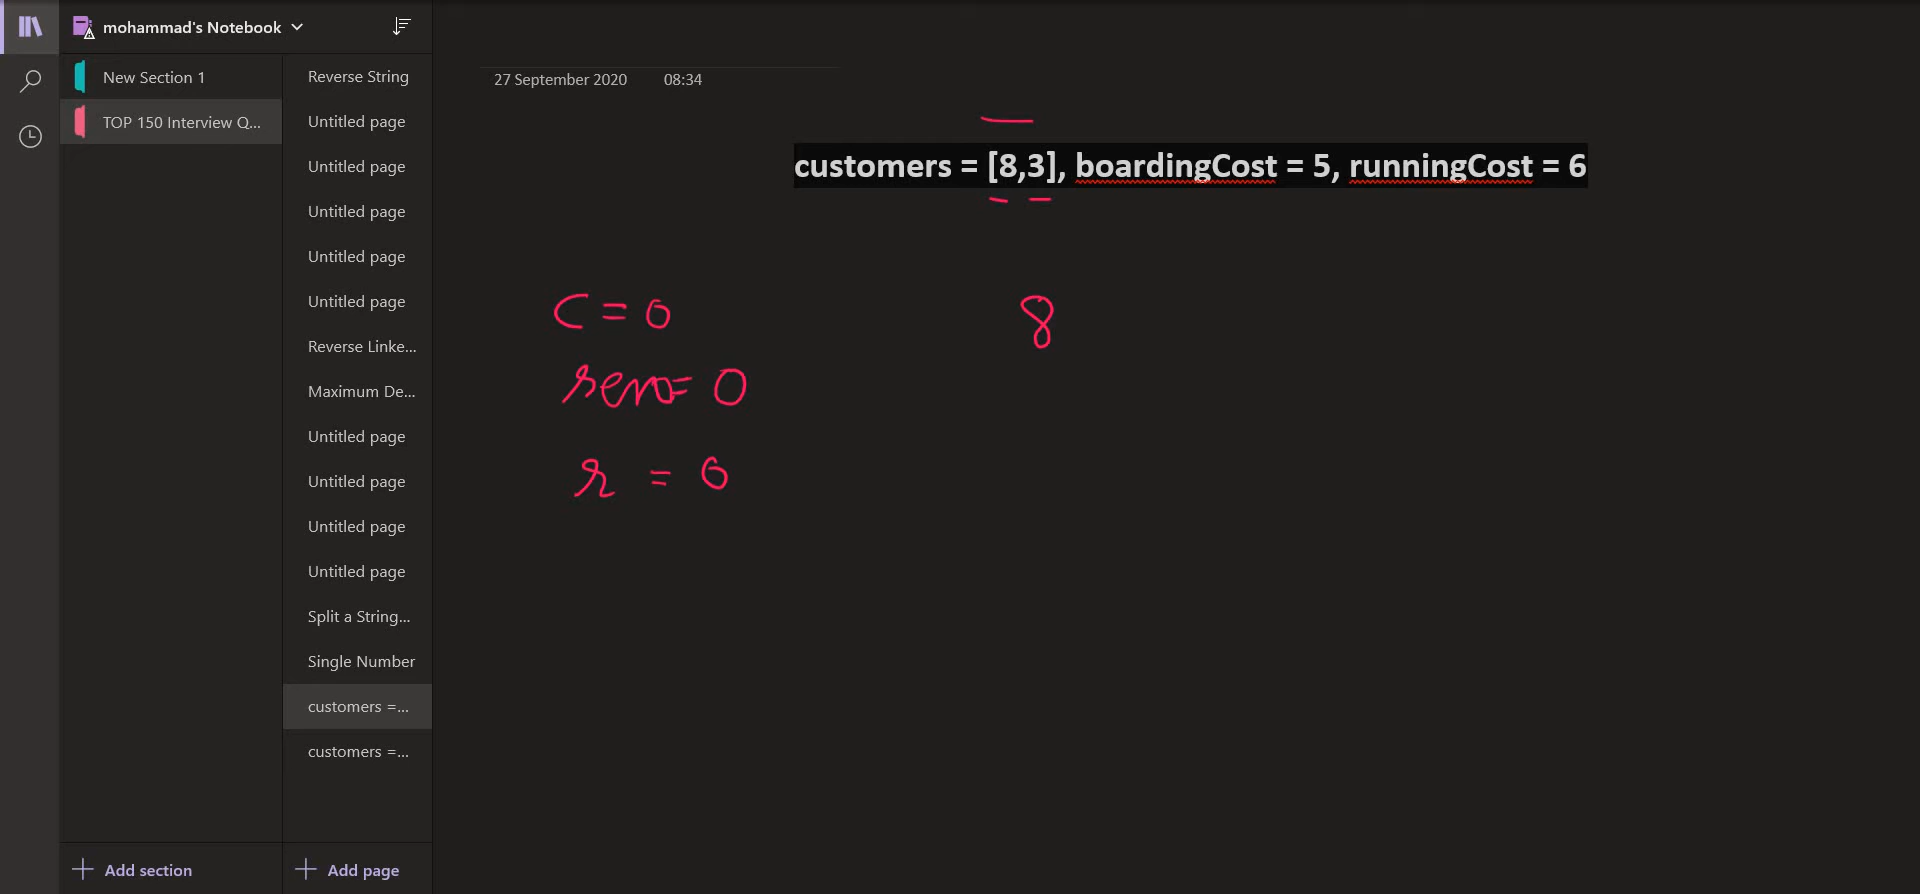 mohammad's Notebook
New Section 1
TOP 150 Interview Q...
Add section
Reverse String
Untitled page
Untitled page
Untitled page
Untitled page
Untitled page
Reverse Linke...
Maximum De...
Untitled page
Untitled page
Untitled page
Untitled page
Split a String...
Single Number
customers =...
customers =...
Add page
27 September 2020 08:34
customers = [8,3], boardingCost = 5, runningCost = 6
C = 0
8
= 0
r = 0